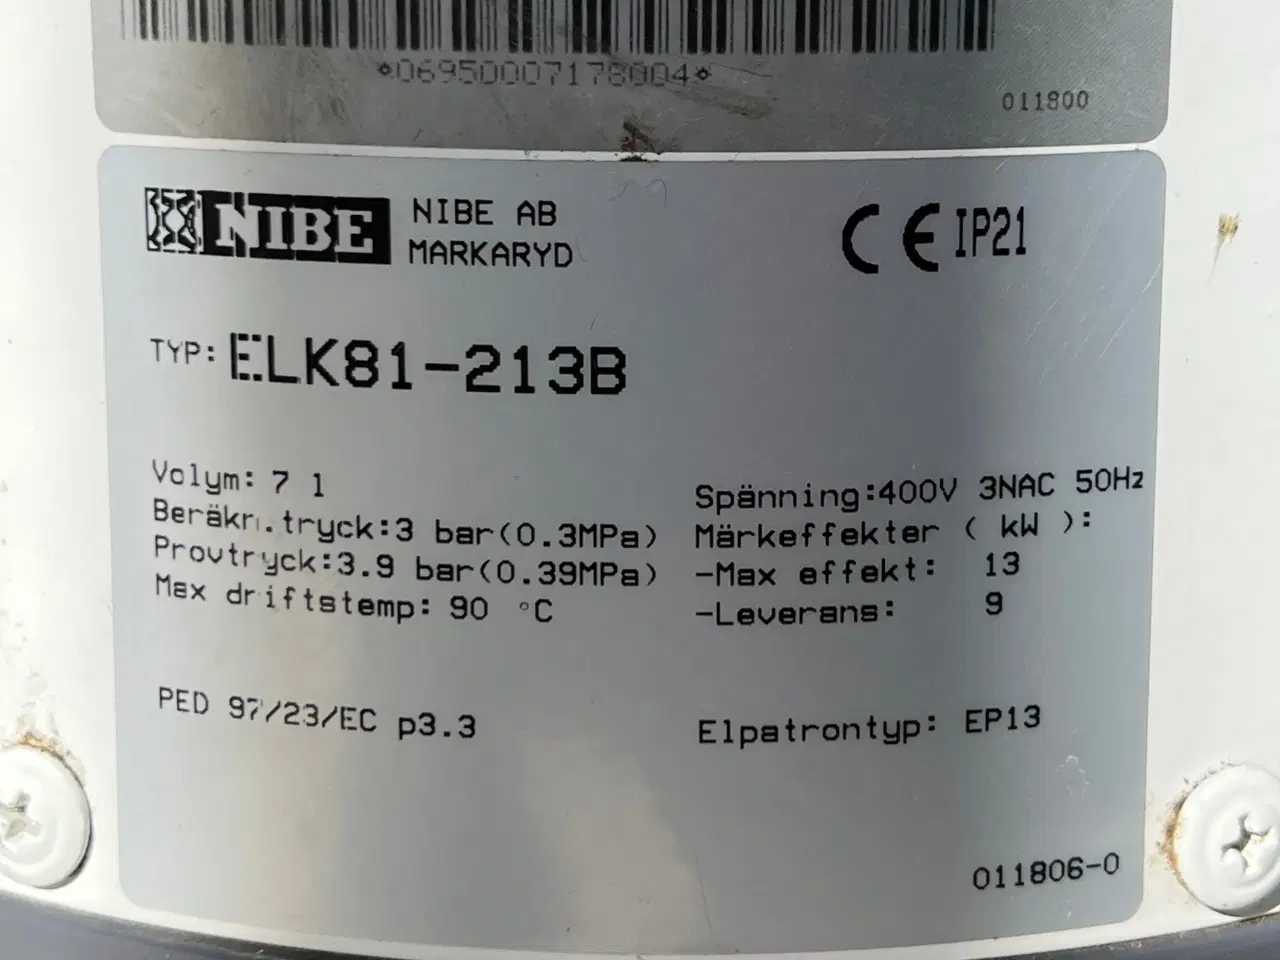 *06950007178004*
011800
NIBE
NIBE AB
MARKARYD
CE IP21
TYP: ELK81-213B
Volym: 7 l
Beräkn.tryck:3 bar(0.3MPa)
Provtryck:3.9 bar(0.39MPa)
Max driftstemp: 90 °C
Spänning:400V 3NAC 50Hz
Märkeffekter ( kW ):
-Max effekt: 13
-Leverans: 9
PED 97/23/EC p3.3
Elpatrontyp: EP13
011806-0